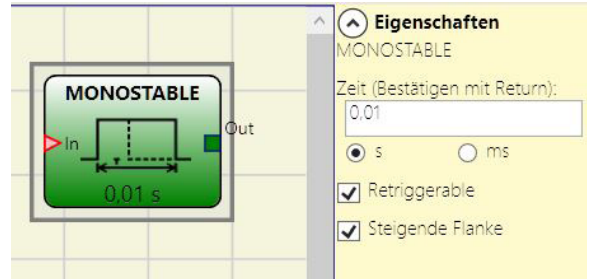 MONOSTABLE
In
Out
0,01 s
Eigenschaften
MONOSTABLE
Zeit (Bestätigen mit Return):
0,01
s ms
Retriggerable
Steigende Flanke